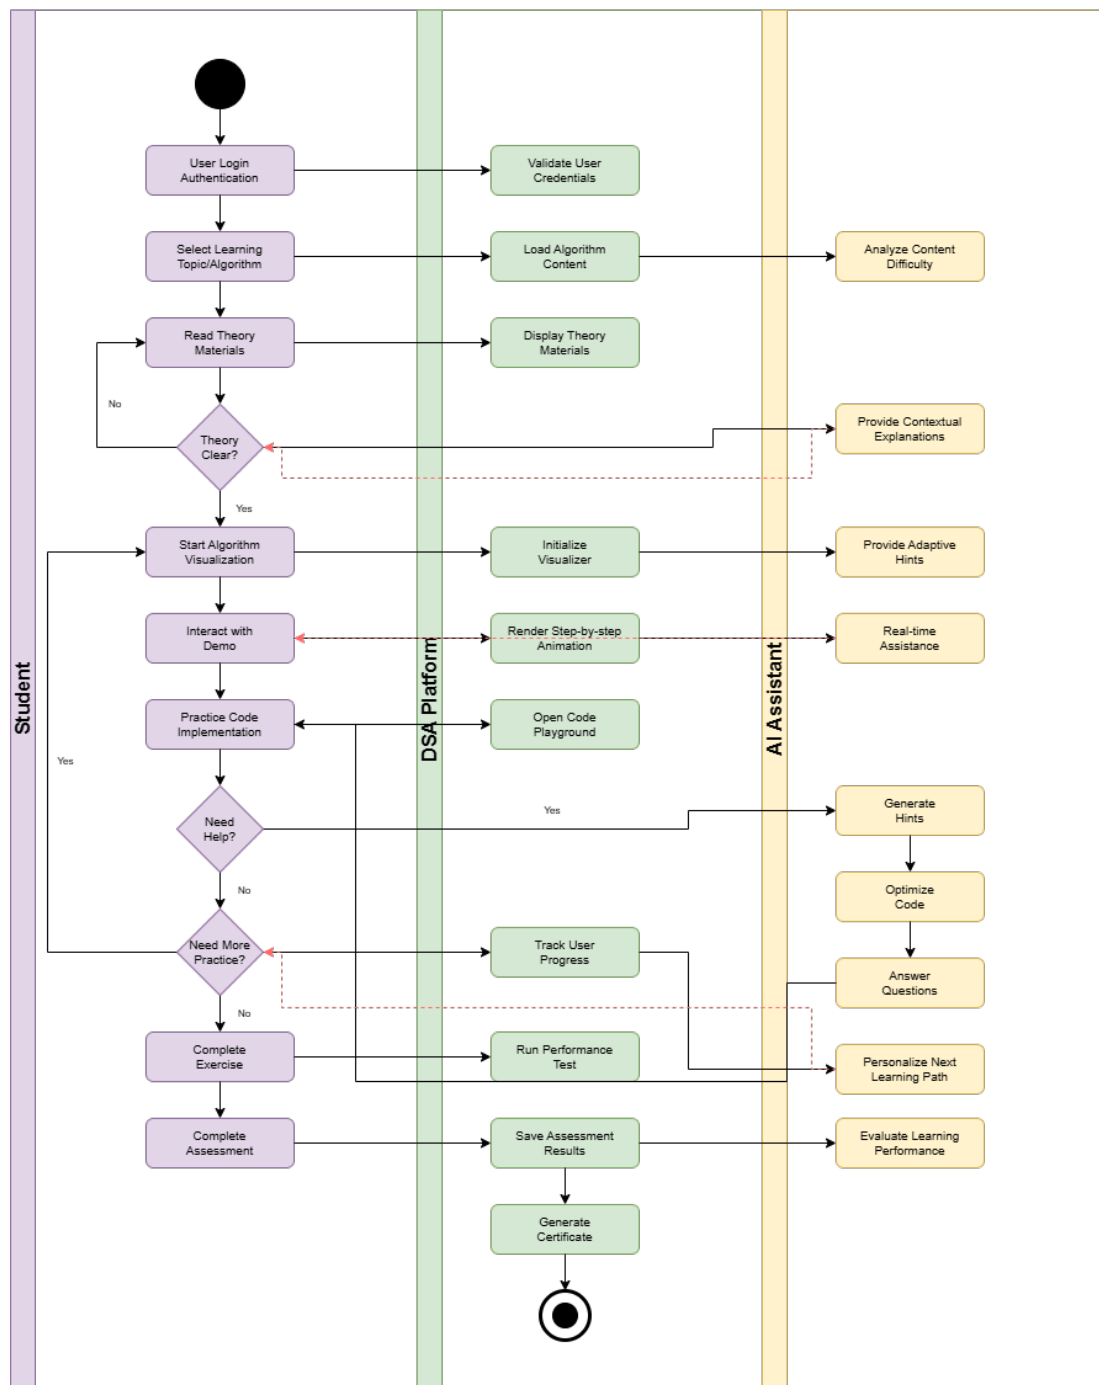 User Login
Authentication
Validate User
Credentials
Select Learning
Topic/Algorithm
Load Algorithm
Content
Analyze Content
Difficulty
Read Theory
Materials
Display Theory
Materials
No
Theory
Clear?
Provide Contextual
Explanations
Yes
Start Algorithm
Visualization
Initialize
Visualizer
Provide Adaptive
Hints
Interact with
Demo
Render Step-by-step
Animation
Real-time
Assistance
Student
DSA Platform
AI Assistant
Practice Code
Implementation
Open Code
Playground
Yes
Need
Help?
Yes
Generate
Hints
No
Optimize
Code
Need More
Practice?
Track User
Progress
Answer
Questions
No
Complete
Exercise
Run Performance
Test
Personalize Next
Learning Path
Complete
Assessment
Save Assessment
Results
Evaluate Learning
Performance
Generate
Certificate